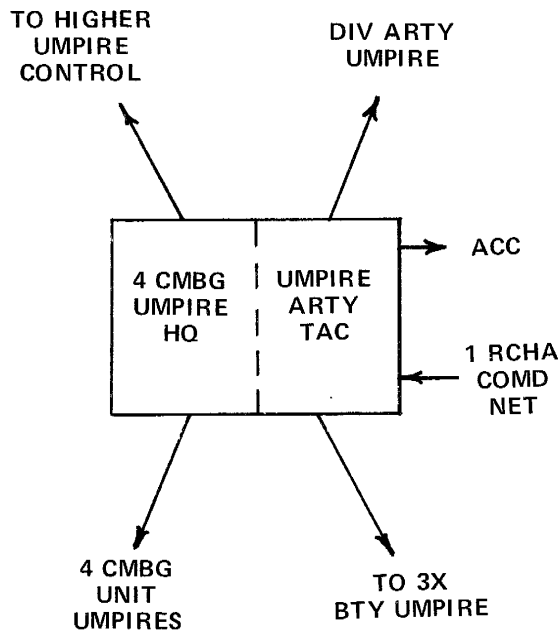 TO HIGHER
UMPIRE
CONTROL
DIV ARTY
UMPIRE
4 CMBG
UMPIRE
HQ
UMPIRE
ARTY
TAC
ACC
1 RCHA
COMD
NET
4 CMBG
UNIT
UMPIRES
TO 3X
BTY UMPIRE